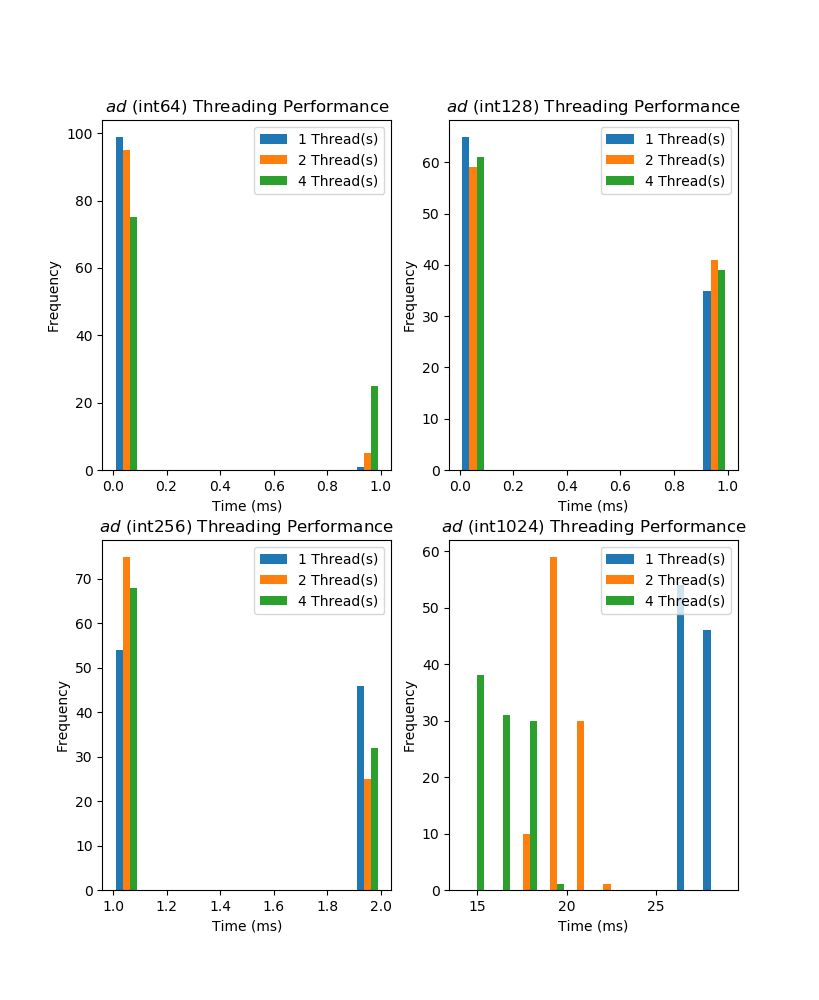 ad (int64) Threading Performance
1 Thread(s)
2 Thread(s)
4 Thread(s)
Frequency
100
80
60
40
20
0
0.0 0.2 0.4 0.6 0.8 1.0
Time (ms)
ad (int128) Threading Performance
1 Thread(s)
2 Thread(s)
4 Thread(s)
Frequency
60
50
40
30
20
10
0
0.0 0.2 0.4 0.6 0.8 1.0
Time (ms)
ad (int256) Threading Performance
1 Thread(s)
2 Thread(s)
4 Thread(s)
Frequency
70
60
50
40
30
20
10
0
1.0 1.2 1.4 1.6 1.8 2.0
Time (ms)
ad (int1024) Threading Performance
1 Thread(s)
2 Thread(s)
4 Thread(s)
Frequency
60
50
40
30
20
10
0
15 20 25
Time (ms)